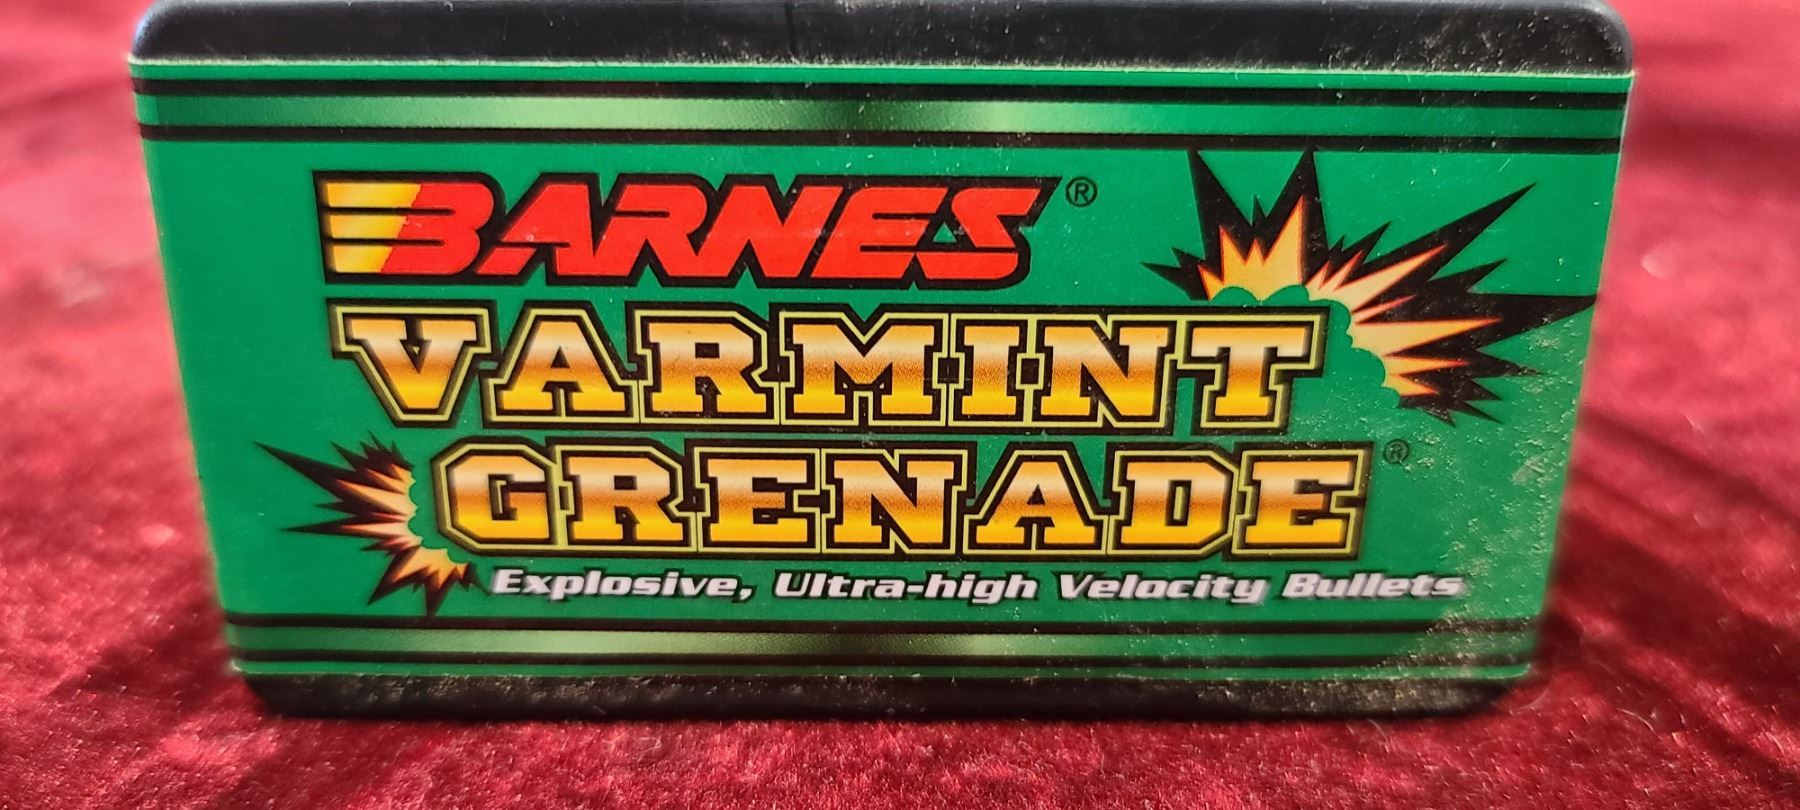 BARNES®
VARMINT
GRENADE®
Explosive, Ultra-high Velocity Bullets